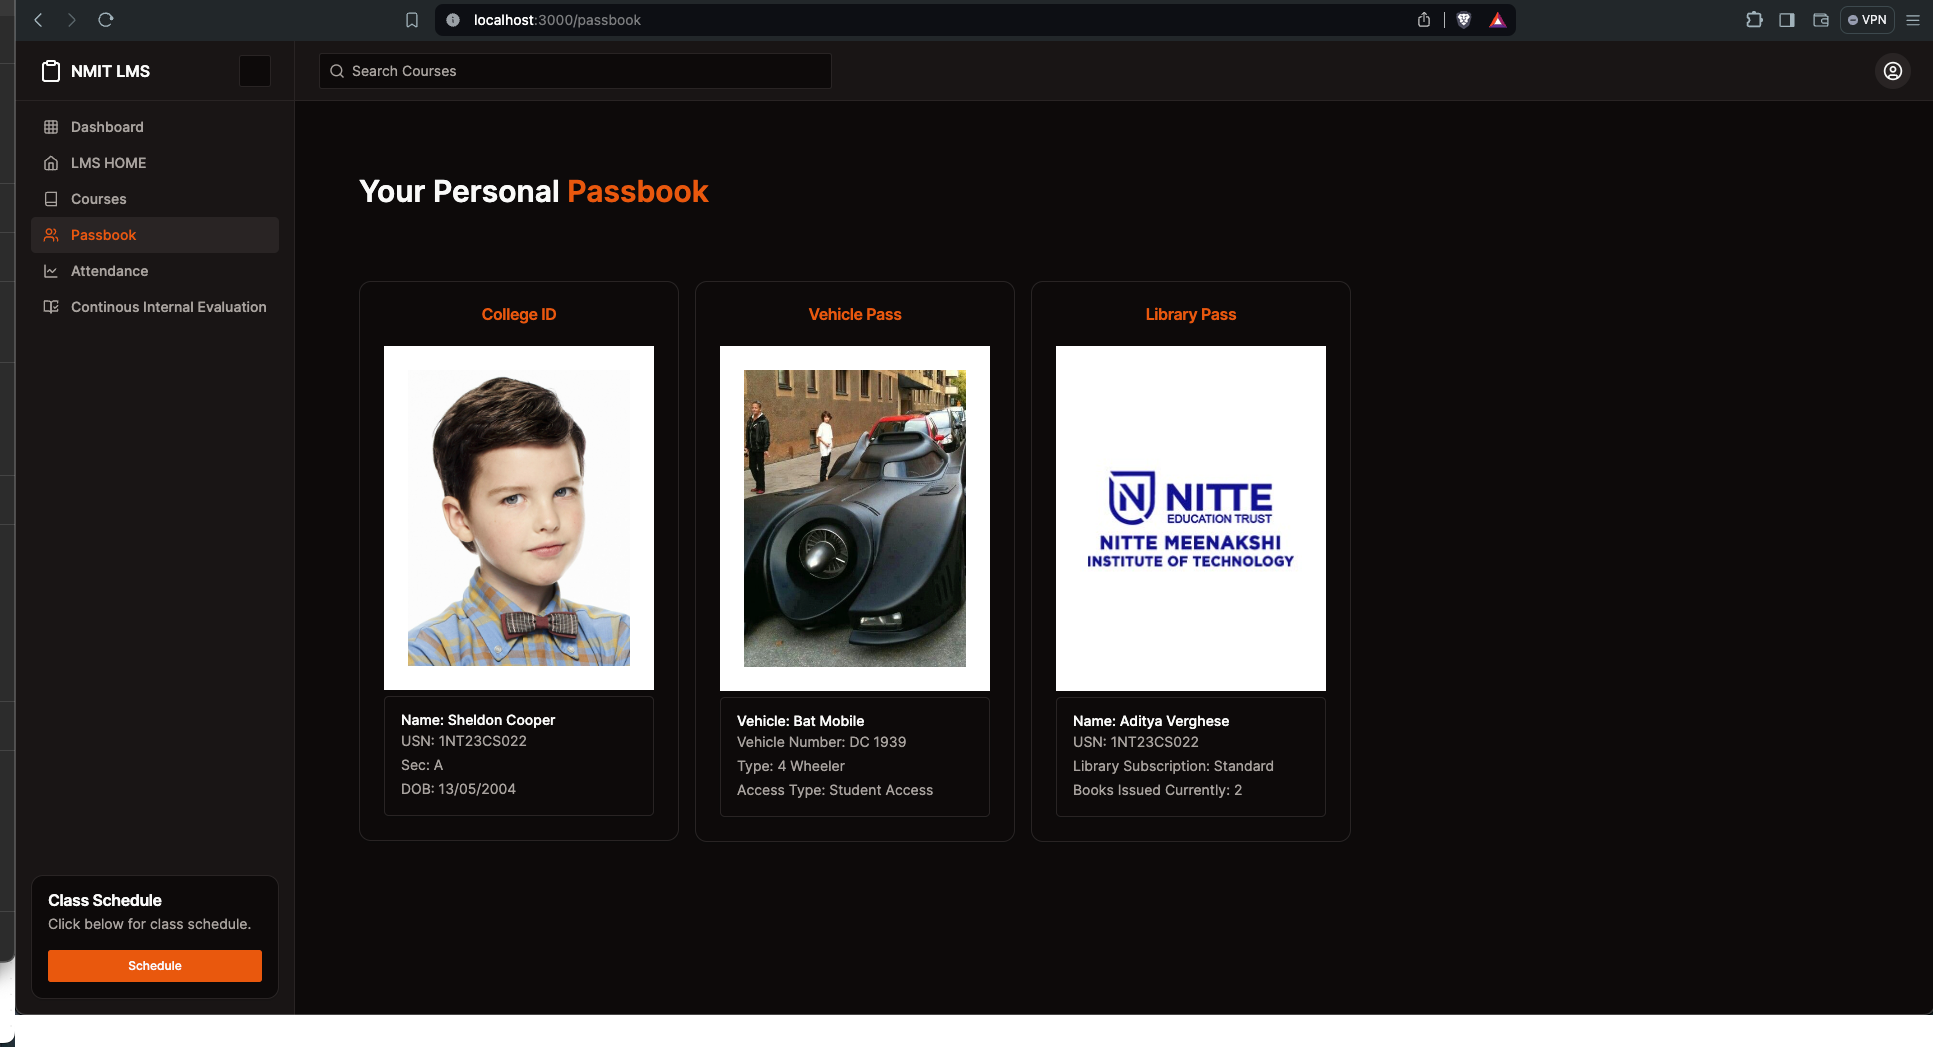 localhost:3000/passbook
VPN
NMIT LMS
Search Courses
Dashboard
LMS HOME
Courses
Passbook
Attendance
Continous Internal Evaluation
Your Personal Passbook
College ID
Name: Sheldon Cooper
USN: 1NT23CS022
Sec: A
DOB: 13/05/2004
Vehicle Pass
Vehicle: Bat Mobile
Vehicle Number: DC 1939
Type: 4 Wheeler
Access Type: Student Access
Library Pass
N NITTE
EDUCATION TRUST
NITTE MEENAKSHI
INSTITUTE OF TECHNOLOGY
Name: Aditya Verghese
USN: 1NT23CS022
Library Subscription: Standard
Books Issued Currently: 2
Class Schedule
Click below for class schedule.
Schedule